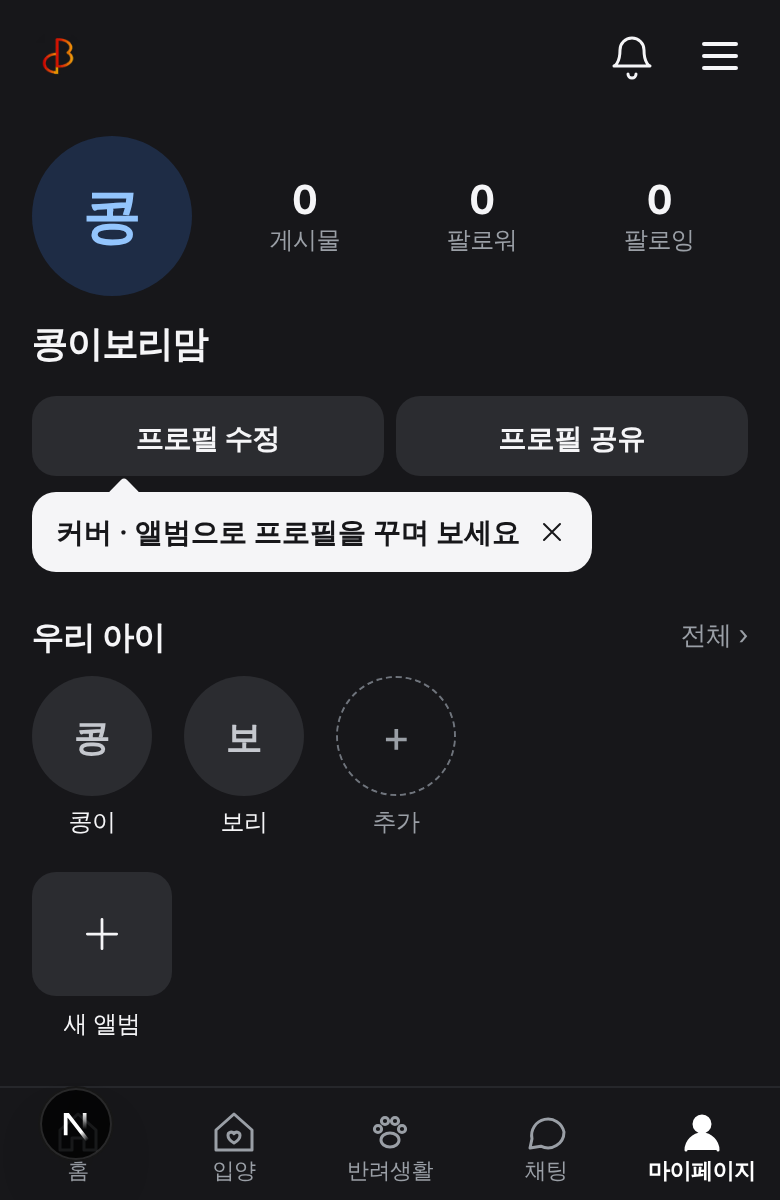 콩
0
0
0
게시물
팔로워
팔로잉
콩이보리맘
프로필 수정
프로필 공유
커버 · 앨범으로 프로필을 꾸며 보세요
우리 아이
전체 ›
콩
보
+
콩이
보리
추가
새 앨범
N
홈
입양
반려생활
채팅
마이페이지